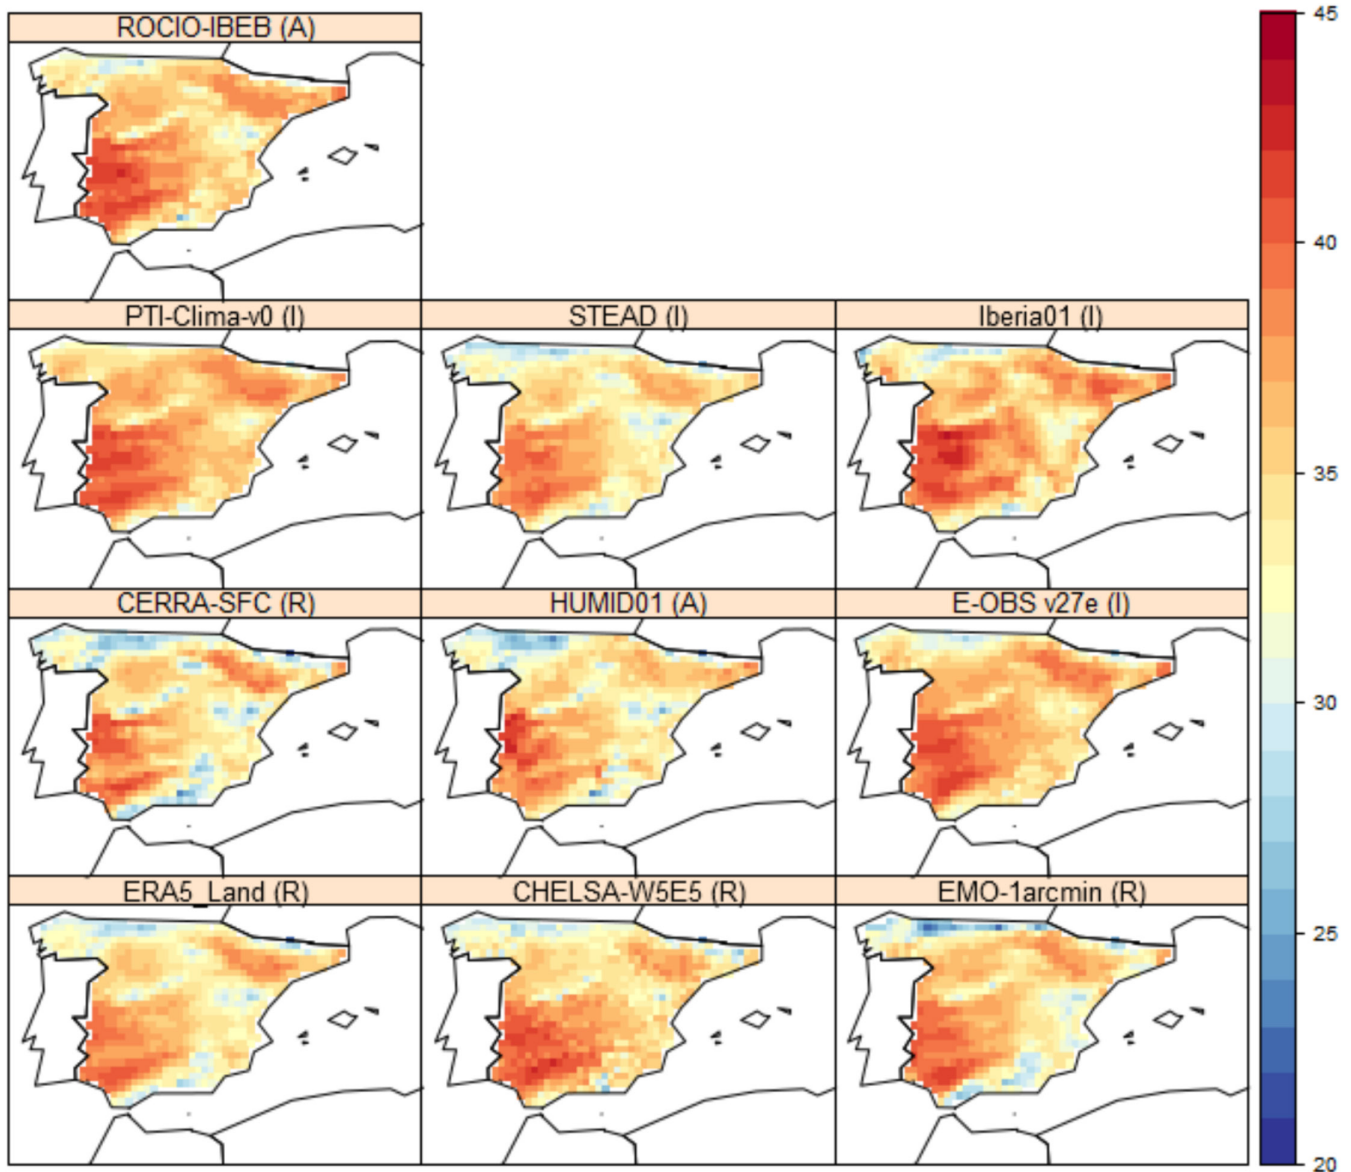 ROCIO-IBEB (A)
PTI-Clima-v0 (I)
STEAD (I)
Iberia01 (I)
CERRA-SFC (R)
HUMID01 (A)
E-OBS v27e (I)
ERA5_Land (R)
CHELSA-W5E5 (R)
EMO-1arcmin (R)
45
40
35
30
25
20